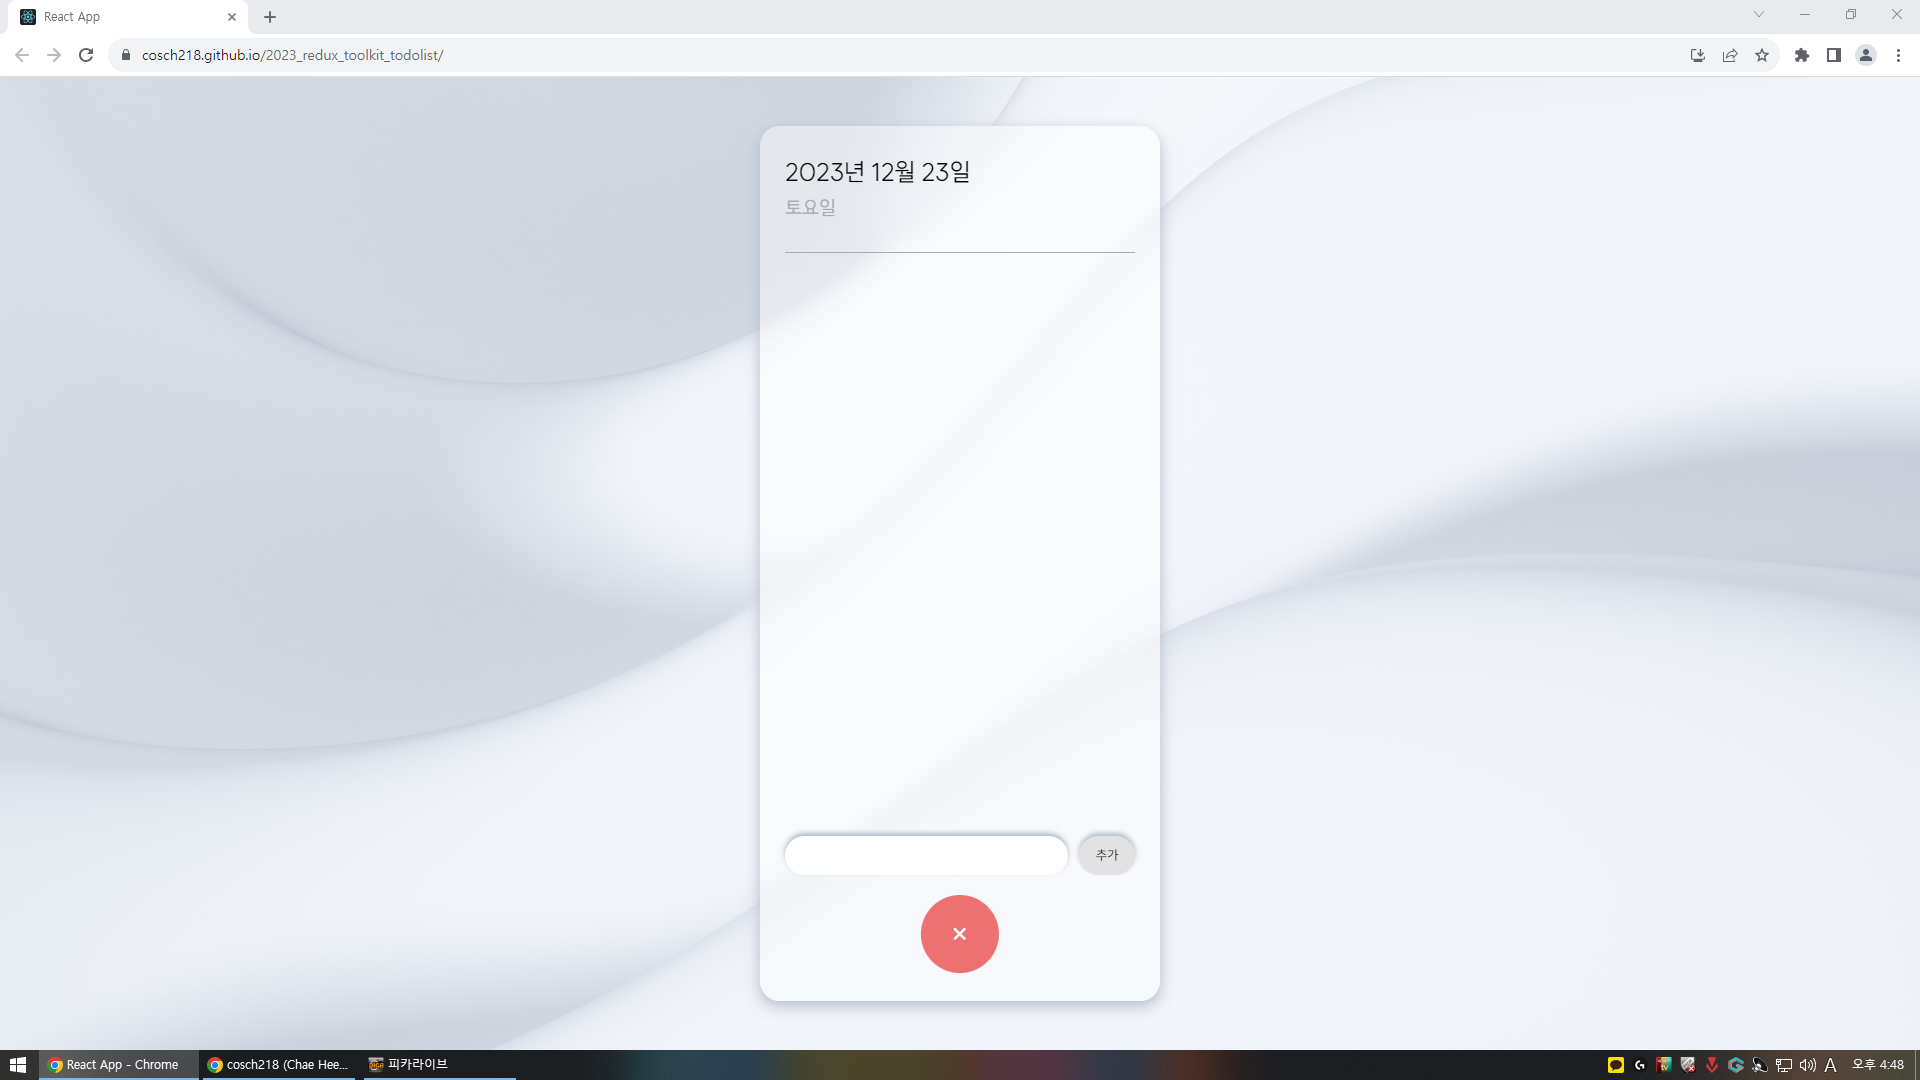 React App
cosch218.github.io/2023_redux_toolkit_todolist/
2023년 12월 23일
토요일
추가
React App - Chrome
cosch218 (Chae Hee...
피카라이브
A
오후 4:48